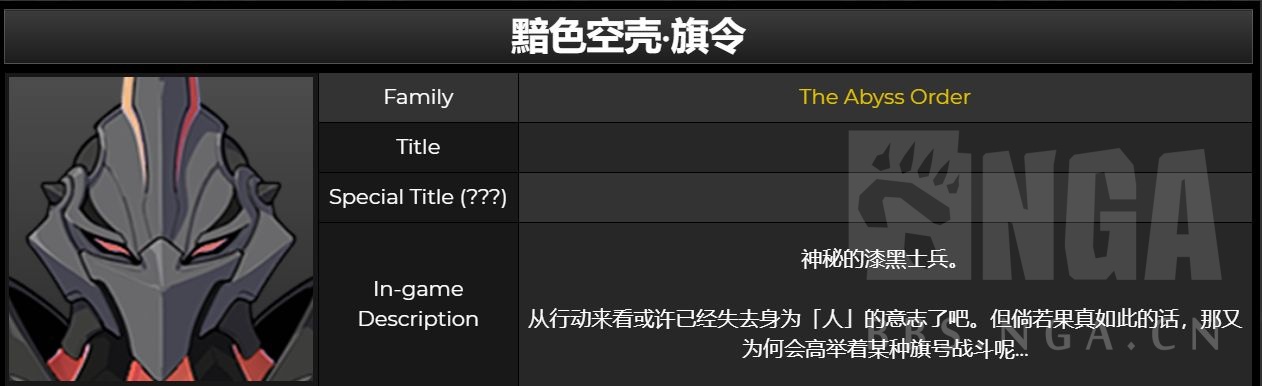 黯色空壳·旗令
Family
The Abyss Order
Title
Special Title (???)
In-game
Description
神秘的漆黑士兵。
从行动来看或许已经失去身为「人」的意志了吧。但倘若果真如此的话，那又
为何会高举着某种旗号战斗呢...
NGA
BBS.NGA.CN